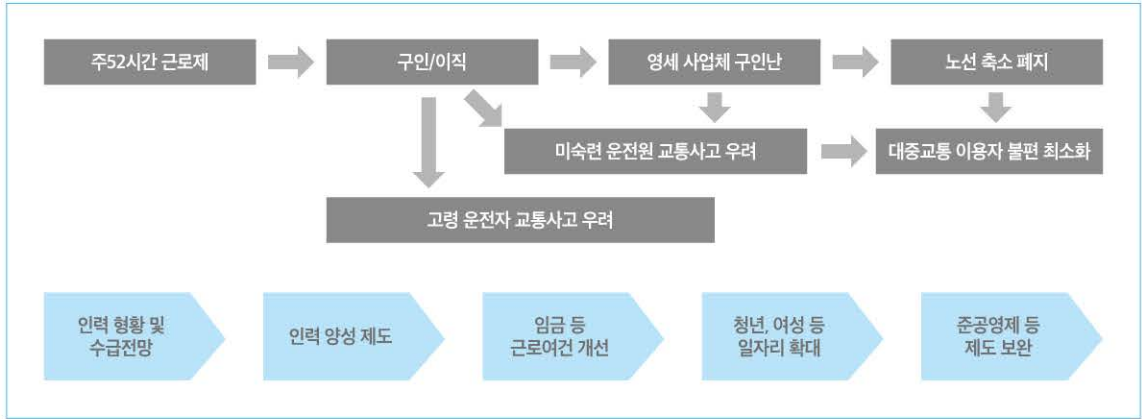 주52시간 근로제
구인/이직
영세 사업체 구인난
노선 축소 폐지
미숙련 운전원 교통사고 우려
대중교통 이용자 불편 최소화
고령 운전자 교통사고 우려
인력 형황 및
수급전망
인력 양성 제도
임금 등
근로여건 개선
청년, 여성 등
일자리 확대
준공영제 등
제도 보완